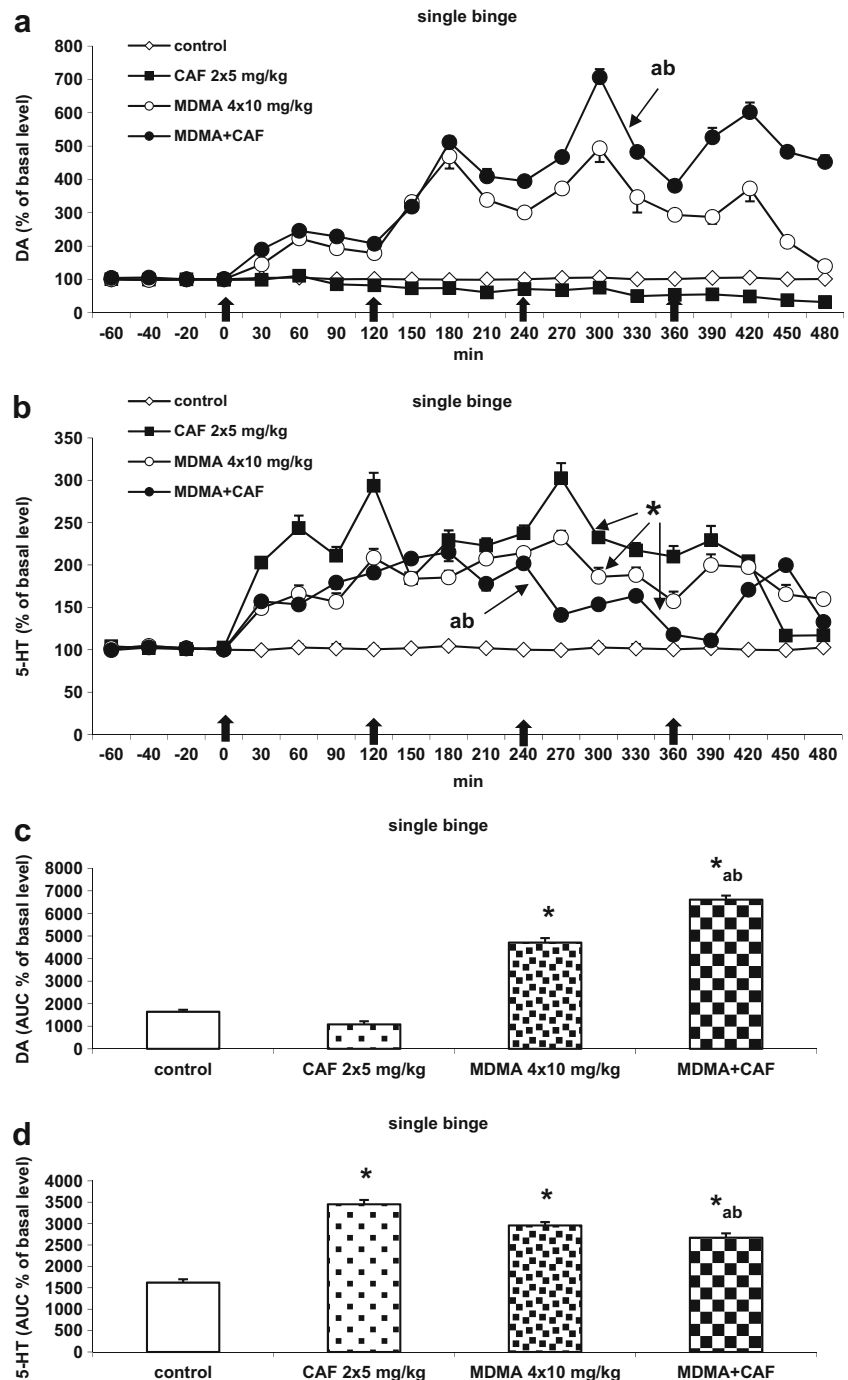 a
single binge
control
CAF 2x5 mg/kg
MDMA 4x10 mg/kg
MDMA+CAF
ab
DA (% of basal level)
800
700
600
500
400
300
200
100
0
-60 -40 -20 0 30 60 90 120 150 180 210 240 270 300 330 360 390 420 450 480
min
b
single binge
control
CAF 2x5 mg/kg
MDMA 4x10 mg/kg
MDMA+CAF
*
ab
5-HT (% of basal level)
350
300
250
200
150
100
50
0
-60 -40 -20 0 30 60 90 120 150 180 210 240 270 300 330 360 390 420 450 480
min
c
single binge
DA (AUC % of basal level)
8000
7000
6000
5000
4000
3000
2000
1000
0
*
*ab
control CAF 2x5 mg/kg MDMA 4x10 mg/kg MDMA+CAF
d
single binge
5-HT (AUC % of basal level)
4000
3500
3000
2500
2000
1500
1000
500
0
*
*
*ab
control CAF 2x5 mg/kg MDMA 4x10 mg/kg MDMA+CAF